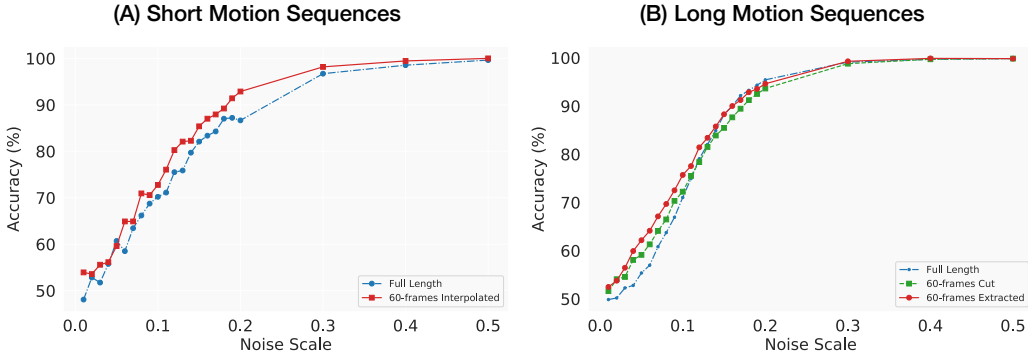 (A) Short Motion Sequences
100
90
80
70
60
50
Accuracy (%)
0.0 0.1 0.2 0.3 0.4 0.5
Noise Scale
Full Length
60-frames Interpolated
(B) Long Motion Sequences
100
90
80
70
60
50
Accuracy (%)
0.0 0.1 0.2 0.3 0.4 0.5
Noise Scale
Full Length
60-frames Cut
60-frames Extracted